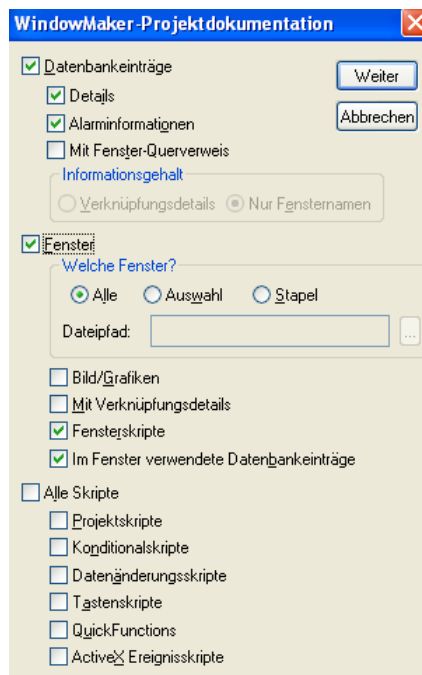 WindowMaker-Projektdokumentation
Datenbankeinträge
Weiter
Details
Alarminformationen
Abbrechen
Mit Fenster-Querverweis
Informationsgehalt
Verknüpfungsdetails Nur Fensternamen
Fenster
Welche Fenster?
Alle Auswahl Stapel
Dateipfad: ...
Bild/Grafiken
Mit Verknüpfungsdetails
Fensterskripte
Im Fenster verwendete Datenbankeinträge
Alle Skripte
Projektskripte
Konditionalskripte
Datenänderungsskripte
Tastenskripte
QuickFunctions
ActiveX Ereignisskripte